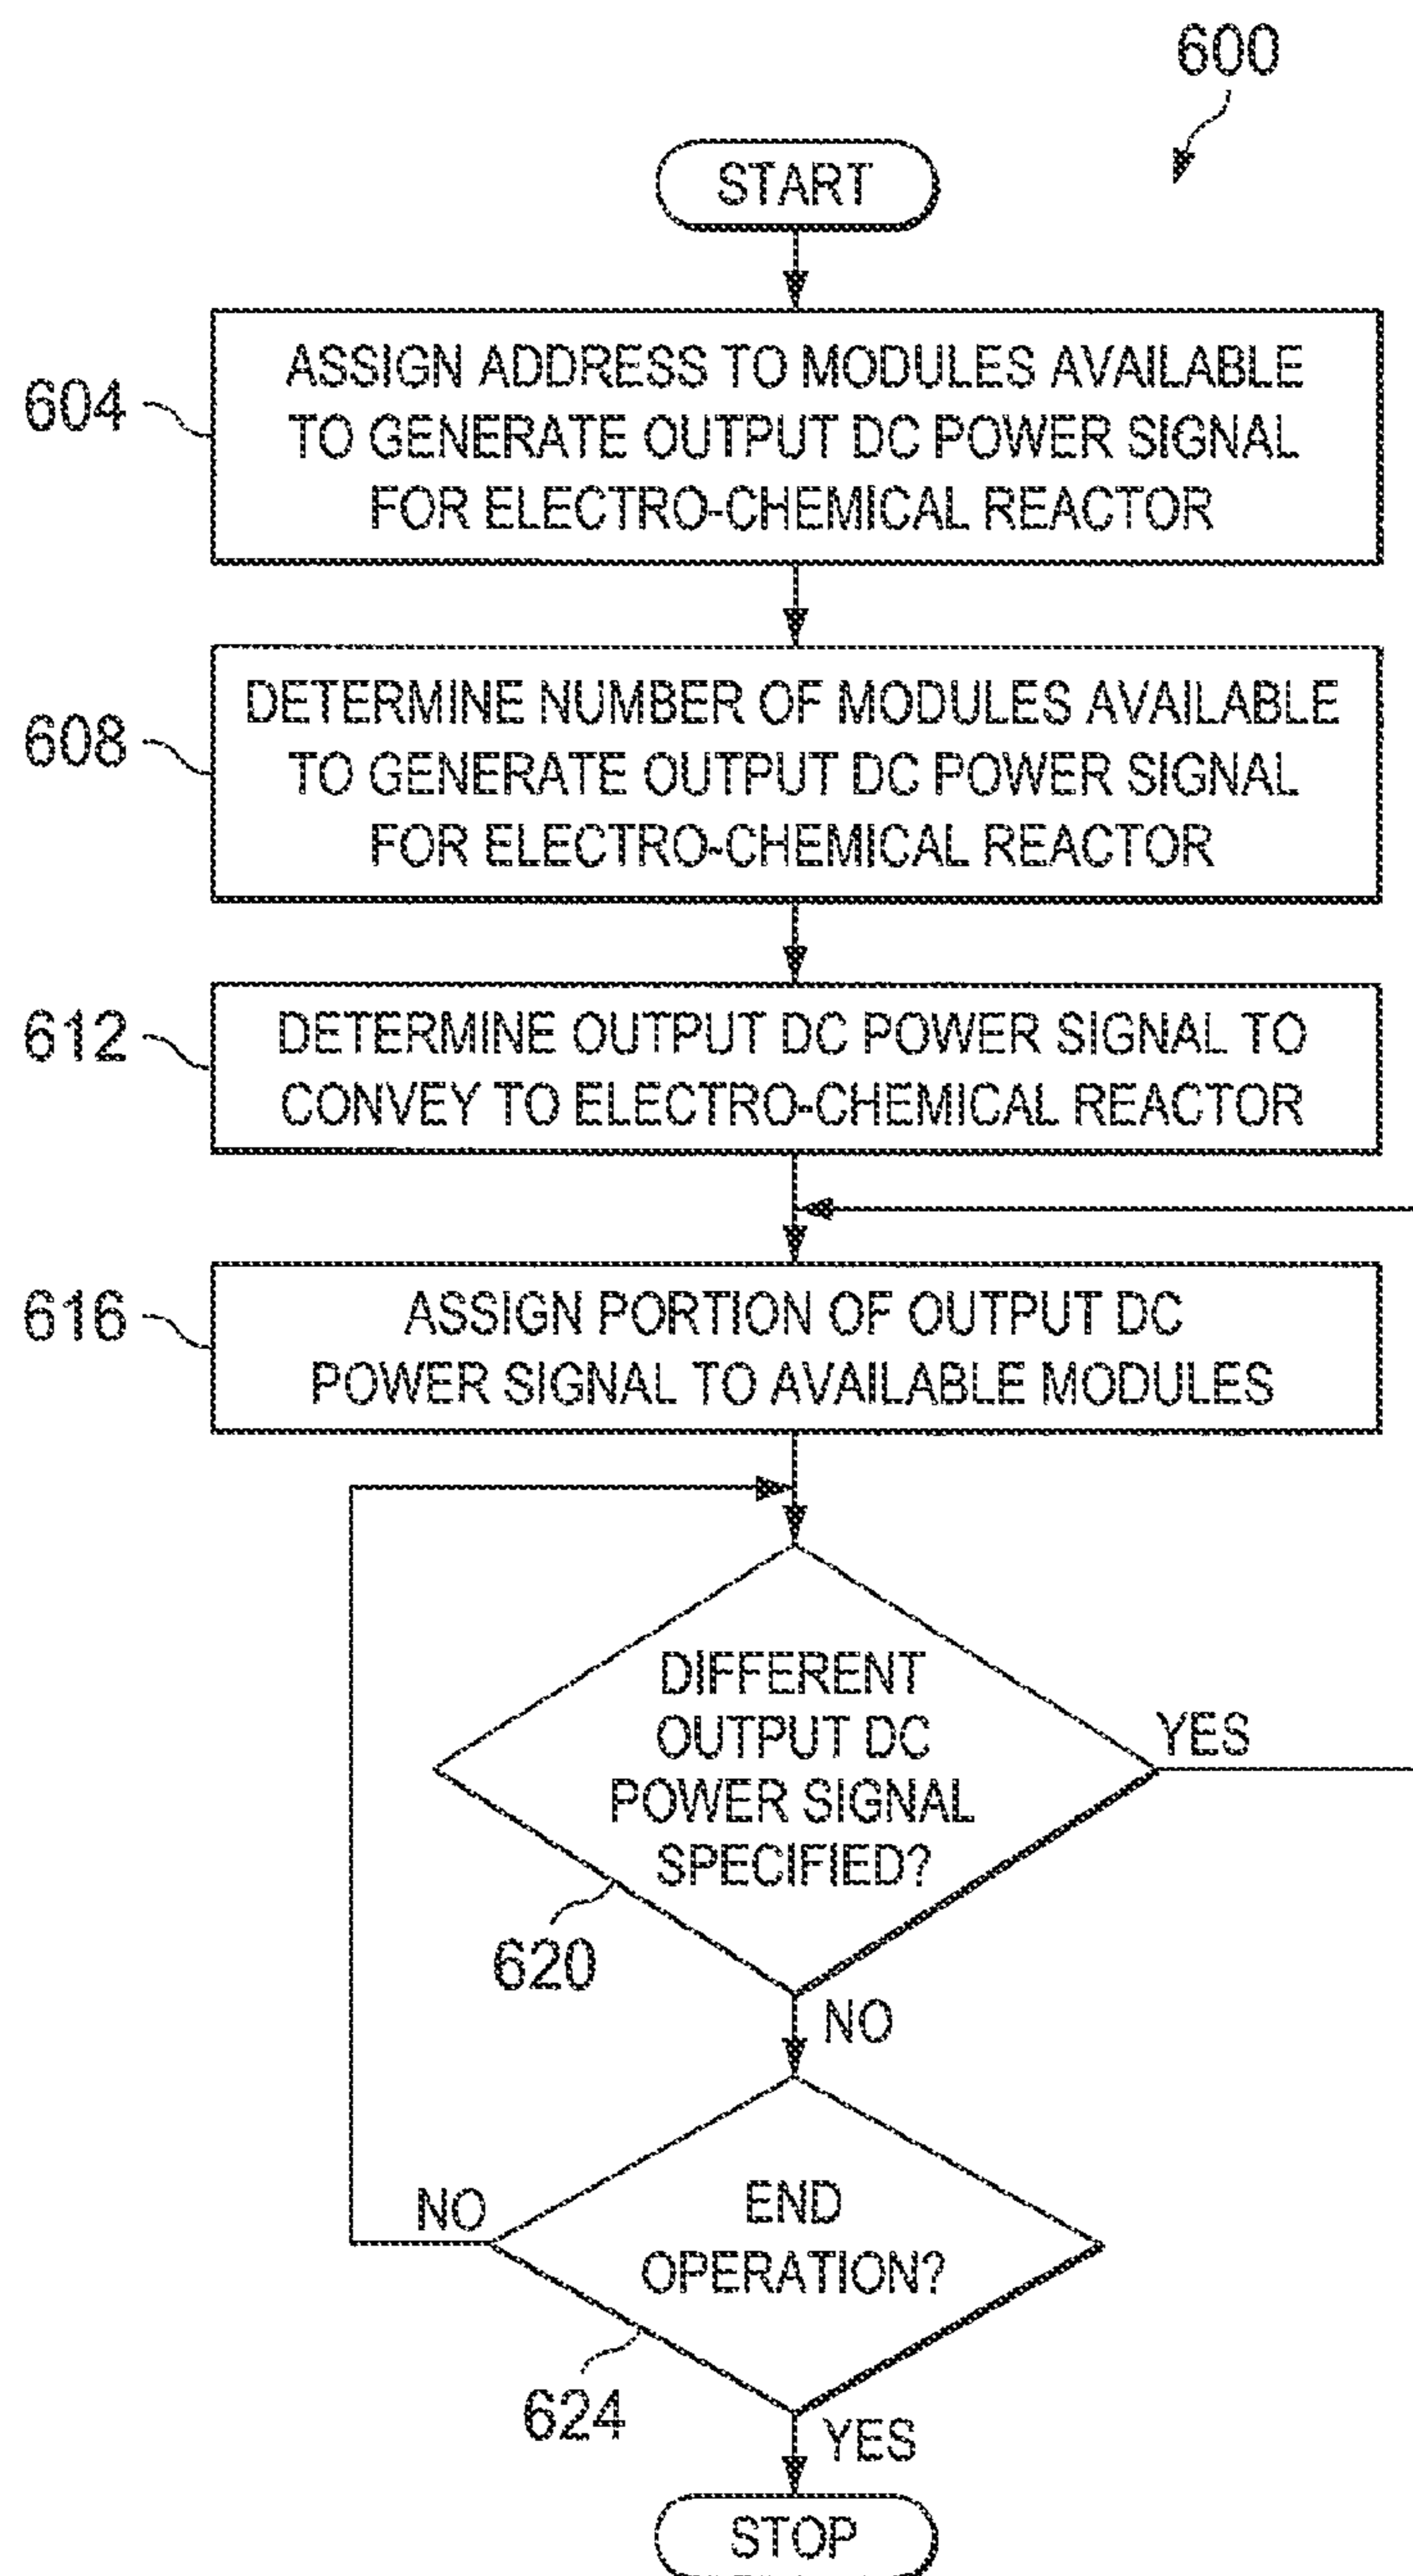 600
START
604
ASSIGN ADDRESS TO MODULES AVAILABLE
TO GENERATE OUTPUT DC POWER SIGNAL
FOR ELECTRO-CHEMICAL REACTOR
608
DETERMINE NUMBER OF MODULES AVAILABLE
TO GENERATE OUTPUT DC POWER SIGNAL
FOR ELECTRO-CHEMICAL REACTOR
612
DETERMINE OUTPUT DC POWER SIGNAL TO
CONVEY TO ELECTRO-CHEMICAL REACTOR
616
ASSIGN PORTION OF OUTPUT DC
POWER SIGNAL TO AVAILABLE MODULES
DIFFERENT
OUTPUT DC
POWER SIGNAL
SPECIFIED?
YES
620
NO
END
OPERATION?
NO
624
YES
STOP